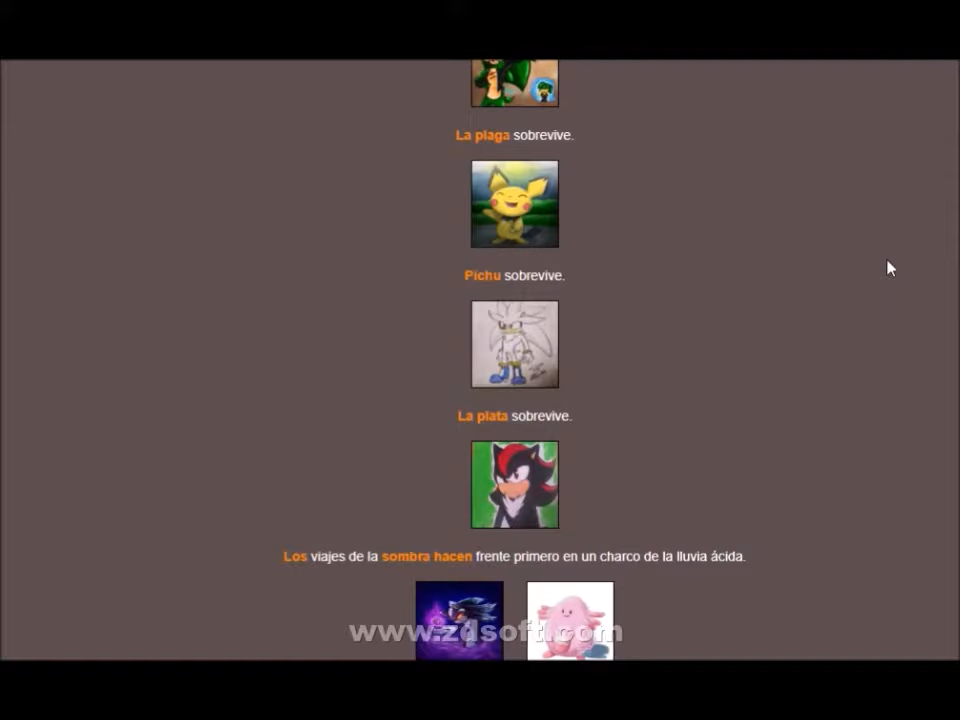 La plaga sobrevive.
Pichu sobrevive.
La plata sobrevive.
Los viajes de la sombra hacen frente primero en un charco de la lluvia ácida.
www.zdsoft.com